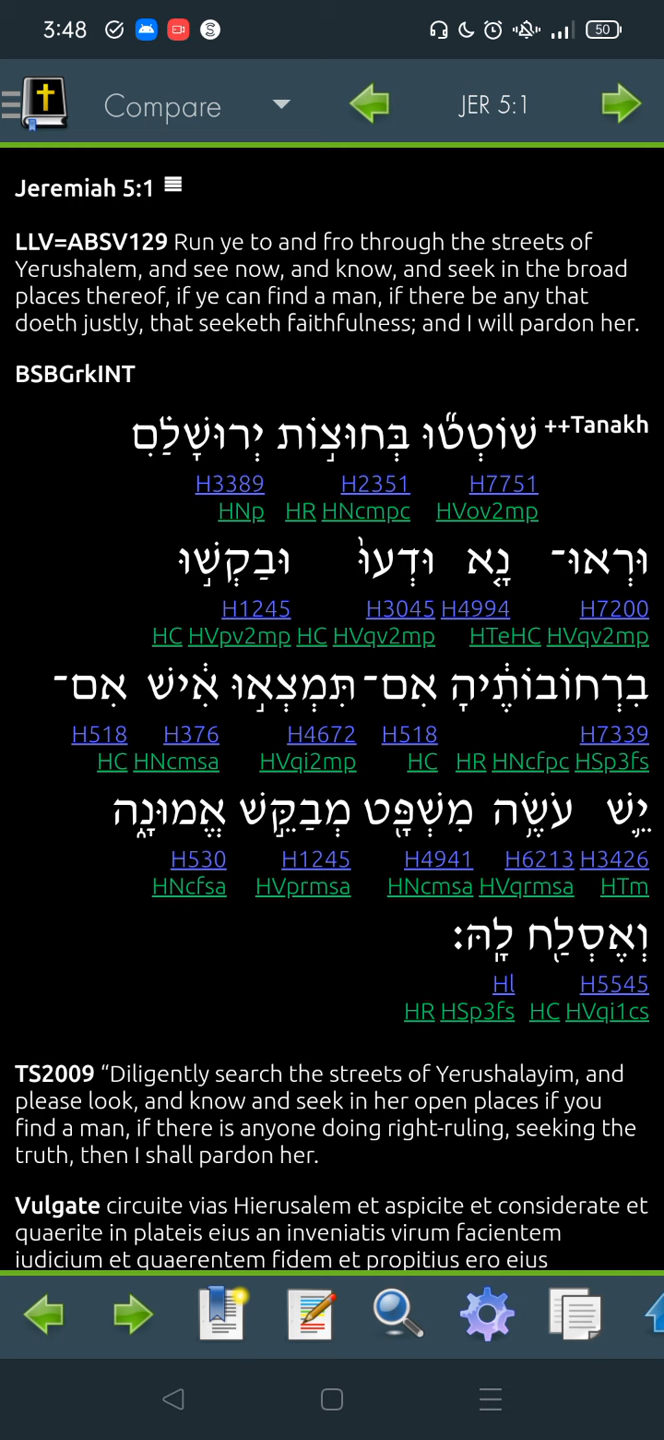 3:48
50
Compare
JER 5:1
Jeremiah 5:1
LLV=ABSV129 Run ye to and fro through the streets of
Yerushalem, and see now, and know, and seek in the broad
places thereof, if ye can find a man, if there be any that
doeth justly, that seeketh faithfulness; and I will pardon her.
BSBGrkINT
++Tanakh שׁוֹטְט֞וּ בְּחוּצ֣וֹת יְרוּשָׁלִַ֗ם
H3389 H2351 H7751
HNp HR HNcmpc HVov2mp
וּרְאוּ־ נָ֤א וּדְעוּ֙ וּבַקְשׁ֣וּ
H1245 H3045 H4994 H7200
HC HVpv2mp HC HVqv2mp HTeHC HVqv2mp
בִרְחוֹבוֹתֶ֔יהָ אִם־ תִּמְצְא֣וּ אִ֔ישׁ אִם־
H518 H376 H4672 H518 H7339
HC HNcmsa HVqi2mp HC HR HNcfpc HSp3fs
יֵ֛שׁ עֹשֶׂ֥ה מִשְׁפָּ֖ט מְבַקֵּ֣שׁ אֱמוּנָ֑ה
H530 H1245 H4941 H6213 H3426
HNcfsa HVprmsa HNcmsa HVqrmsa HTm
וְאֶסְלַ֖ח לָֽהּ׃
Hl H5545
HR HSp3fs HC HVqi1cs
TS2009 “Diligently search the streets of Yerushalayim, and
please look, and know and seek in her open places if you
find a man, if there is anyone doing right-ruling, seeking the
truth, then I shall pardon her.
Vulgate circuite vias Hierusalem et aspicite et considerate et
quaerite in plateis eius an inveniatis virum facientem
iudicium et quaerentem fidem et propitius ero eius